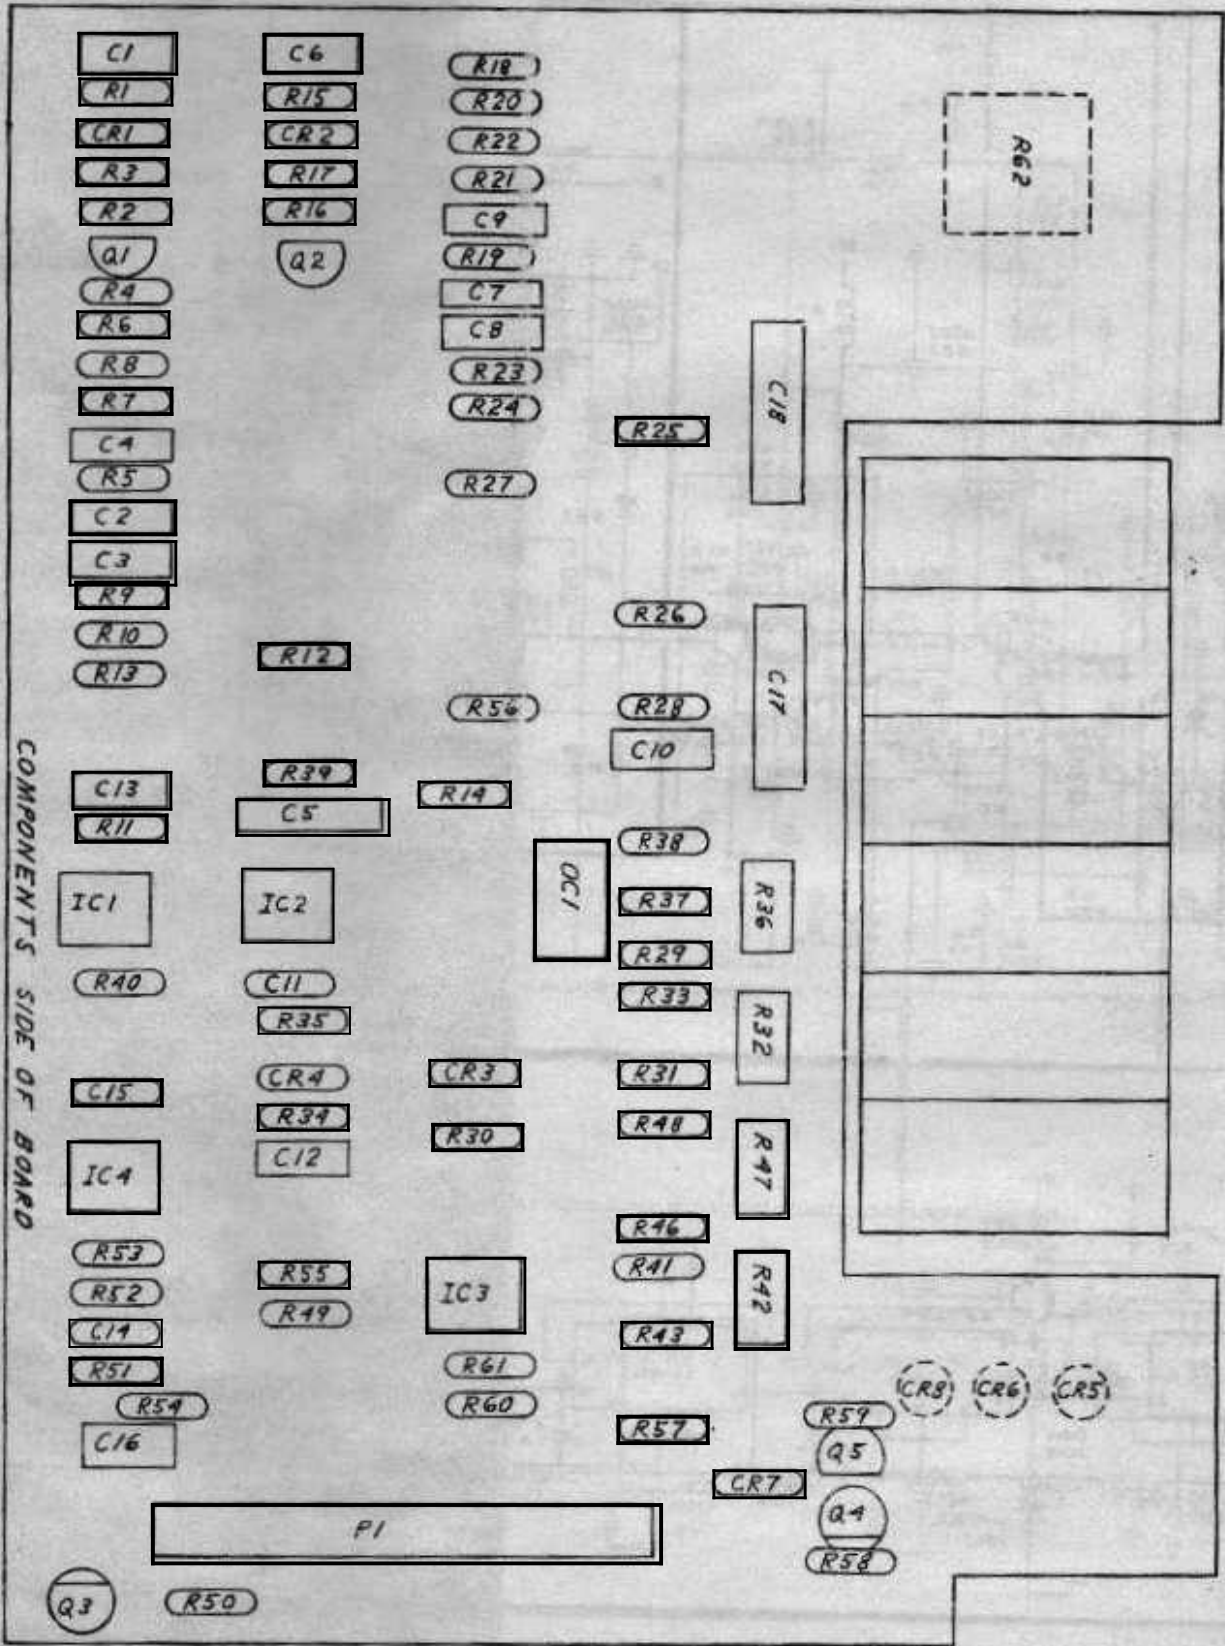 C1
C6
R18
R1
R15
R20
CR1
CR2
R22
R3
R17
R21
R2
R16
C9
Q1
Q2
R19
R4
C7
R6
C8
R8
R23
R7
R24
R62
C18
R25
C4
R5
R27
C2
C3
R9
R26
R10
R12
R13
C17
R56
R28
C10
C13
R39
R14
R11
C5
R38
IC1
IC2
OC1
R37
R36
R29
R40
C11
R33
R35
R32
CR4
CR3
R31
C15
R34
R30
R48
C12
IC4
R47
COMPONENTS SIDE OF BOARD
R53
R46
R52
R55
IC3
R41
R42
C14
R49
R43
R51
R61
R54
R60
CR8
CR6
CR5
C16
R57
R59
Q5
CR7
P1
Q4
R58
Q3
R50